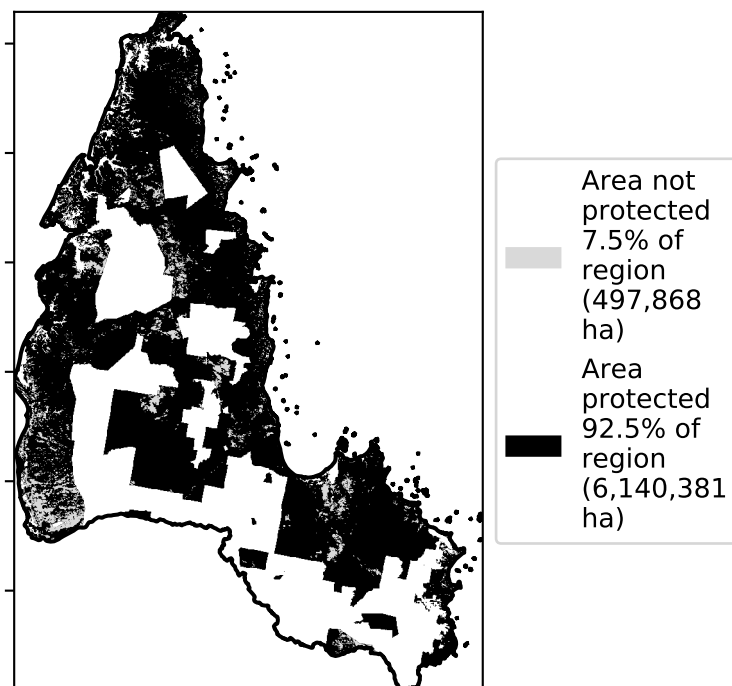 Area not
protected
7.5% of
region
(497,868
ha)
Area
protected
92.5% of
region
(6,140,381
ha)